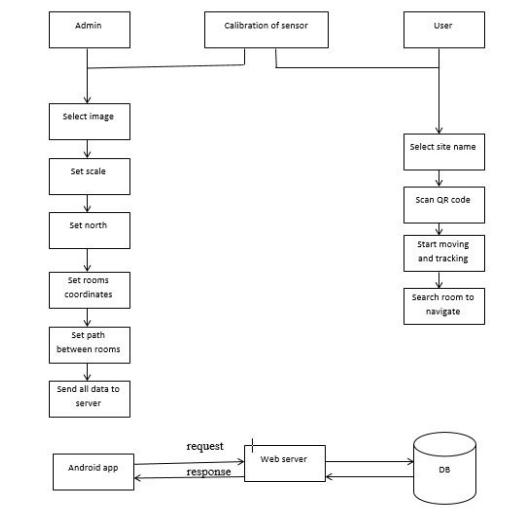 Admin
Calibration of sensor
User
Select image
Set scale
Set north
Set rooms
coordinates
Set path
between rooms
Send all data to
server
Select site name
Scan QR code
Start moving
and tracking
Search room to
navigate
Android app
request
response
Web server
DB